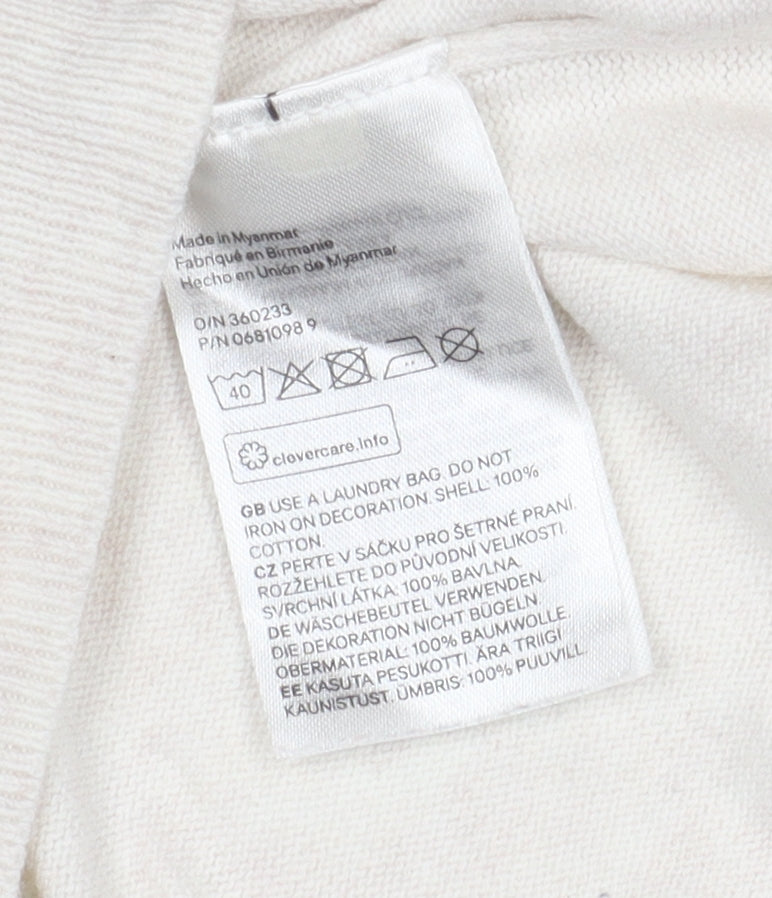 Made in Myanmar
Fabriqué en Birmanie
Hecho en Unión de Myanmar
O/N 360233
P/N 0681098 9
40
clovercare.info
GB USE A LAUNDRY BAG. DO NOT
IRON ON DECORATION. SHELL: 100%
COTTON.
CZ PERTE V SÁČKU PRO ŠETRNÉ PRANÍ.
ROZŽEHLETE DO PŮVODNÍ VELIKOSTI.
SVRCHNÍ LÁTKA: 100% BAVLNA.
DE WÄSCHEBEUTEL VERWENDEN.
DIE DEKORATION NICHT BÜGELN.
OBERMATERIAL: 100% BAUMWOLLE.
EE KASUTA PESUKOTTI. ÄRA TRIIGI
KAUNISTUST. ÜMBRIS: 100% PUUVILL.